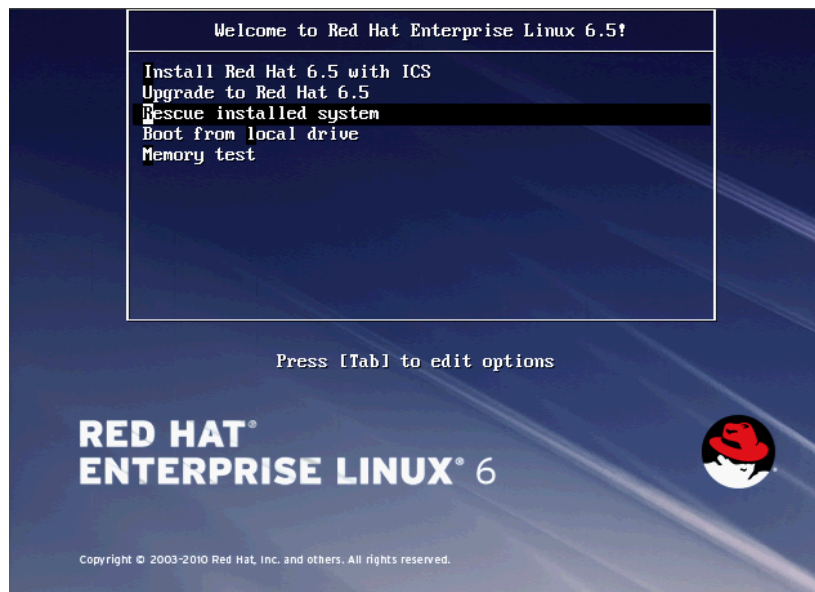 Welcome to Red Hat Enterprise Linux 6.5!
Install Red Hat 6.5 with ICS
Upgrade to Red Hat 6.5
Rescue installed system
Boot from local drive
Memory test
Press [Tab] to edit options
RED HAT®
ENTERPRISE LINUX® 6
Copyright © 2003-2010 Red Hat, Inc. and others. All rights reserved.